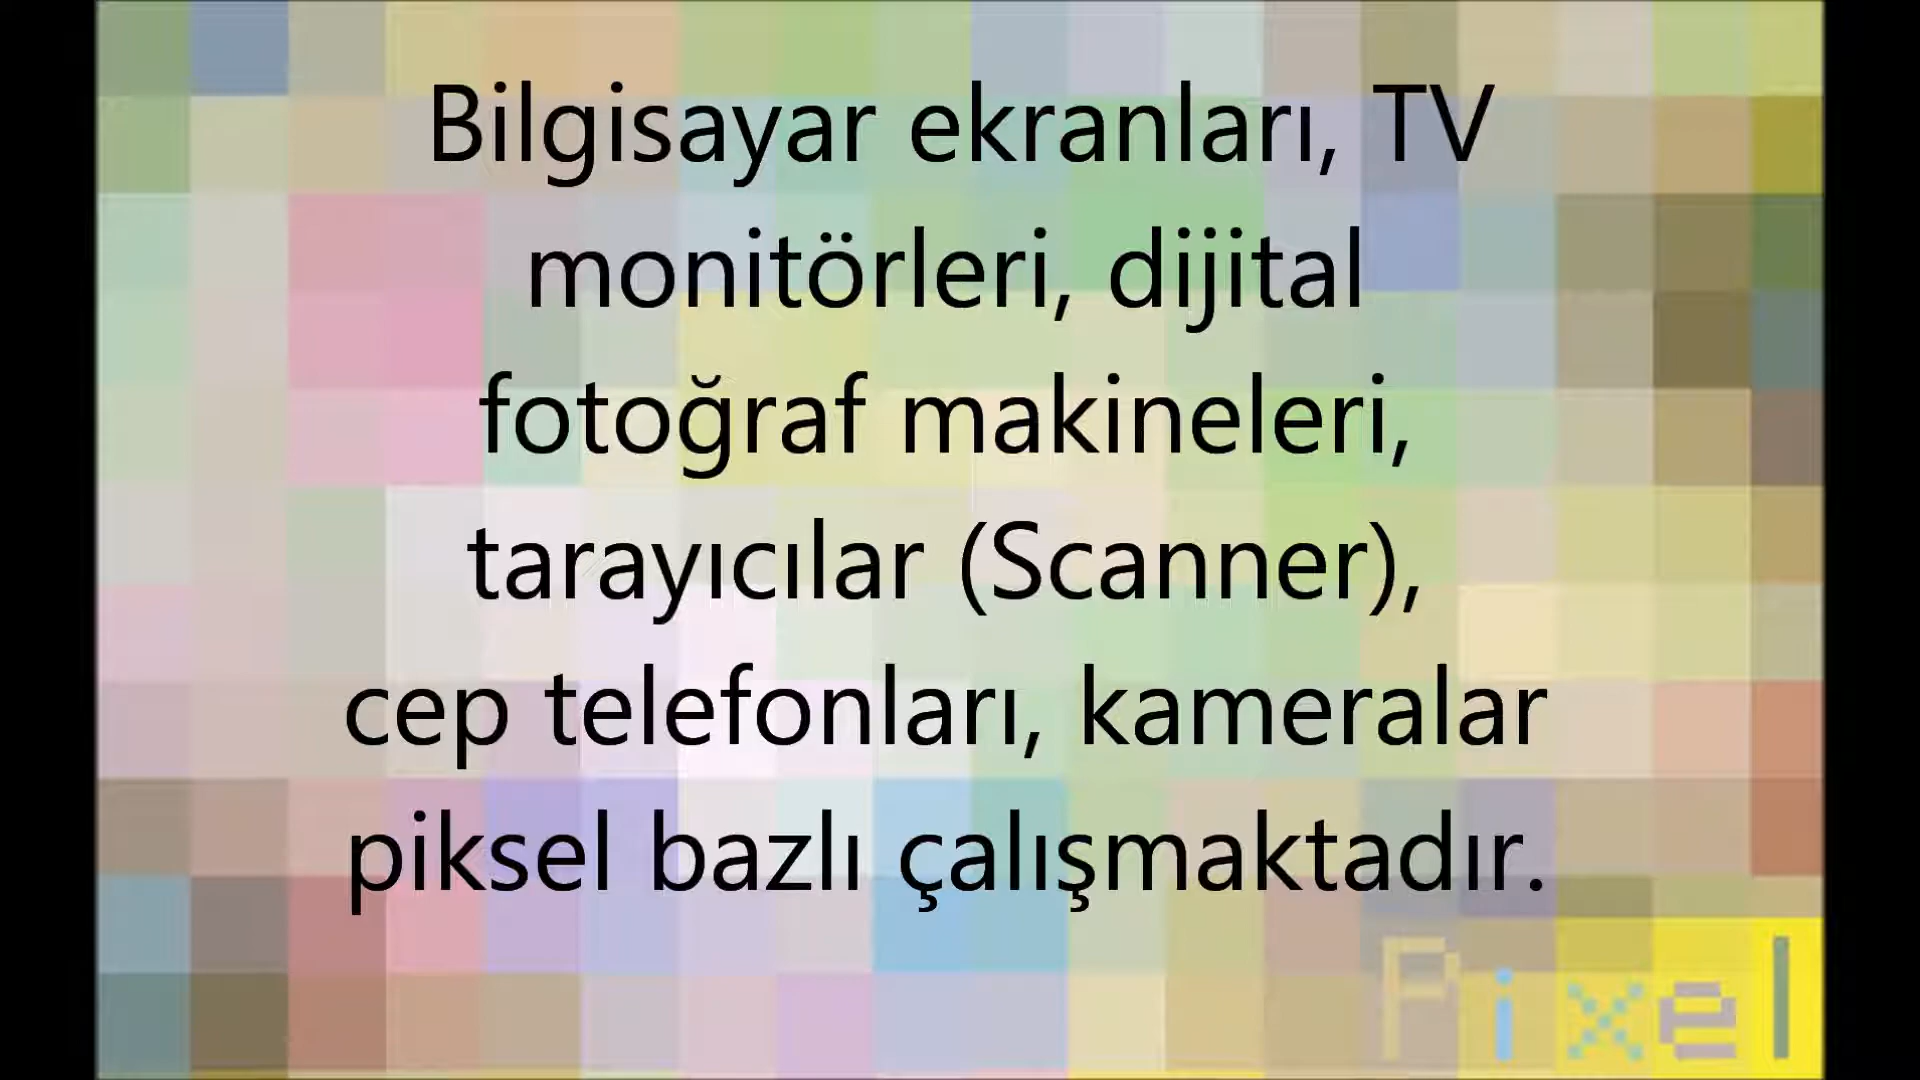 Bilgisayar ekranları, TV
monitörleri, dijital
fotoğraf makineleri,
tarayıcılar (Scanner),
cep telefonları, kameralar
piksel bazlı çalışmaktadır.
Pixel